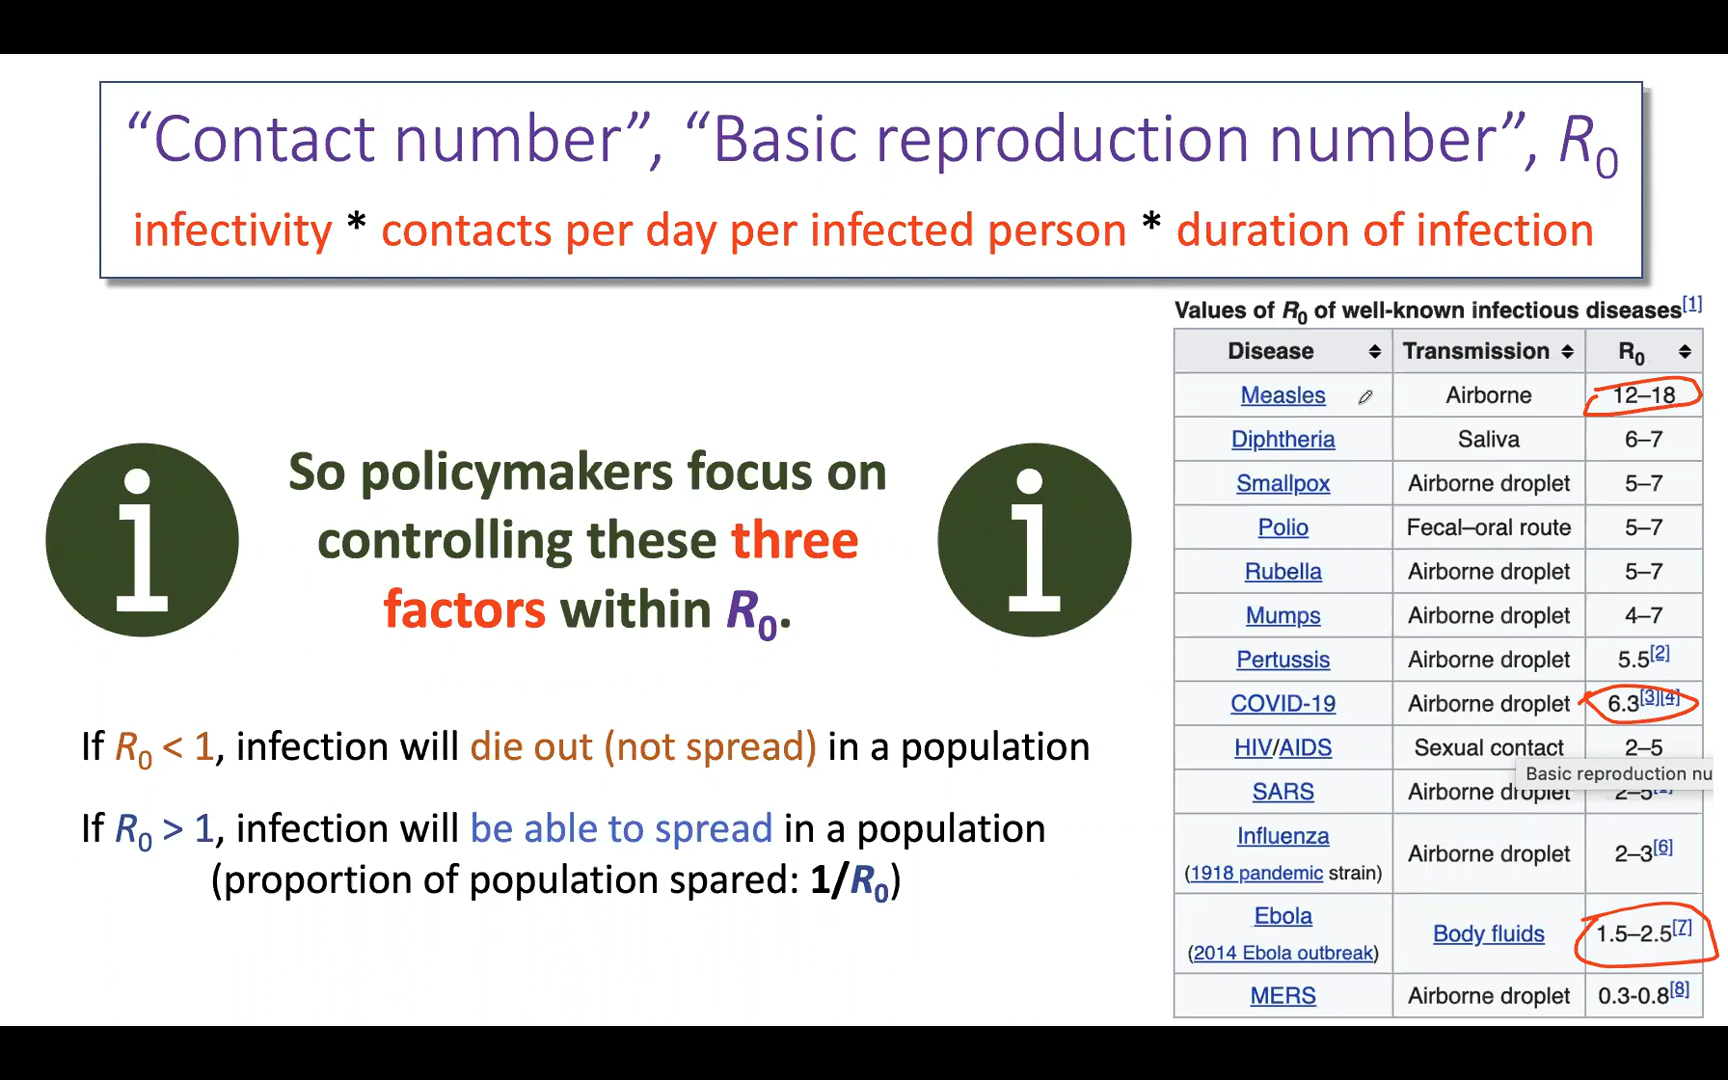 “Contact number”, “Basic reproduction number”, R0
infectivity * contacts per day per infected person * duration of infection
So policymakers focus on
controlling these three
factors within R0.
If R0 < 1, infection will die out (not spread) in a population
If R0 > 1, infection will be able to spread in a population
(proportion of population spared: 1/R0)
Values of R0 of well-known infectious diseases[1]
Disease Transmission R0
Measles Airborne 12–18
Diphtheria Saliva 6–7
Smallpox Airborne droplet 5–7
Polio Fecal–oral route 5–7
Rubella Airborne droplet 5–7
Mumps Airborne droplet 4–7
Pertussis Airborne droplet 5.5[2]
COVID-19 Airborne droplet 6.3[3][4]
HIV/AIDS Sexual contact 2–5
Basic reproduction nu
SARS Airborne droplet 2–5
Influenza
(1918 pandemic strain) Airborne droplet 2–3[6]
Ebola
(2014 Ebola outbreak) Body fluids 1.5–2.5[7]
MERS Airborne droplet 0.3-0.8[8]